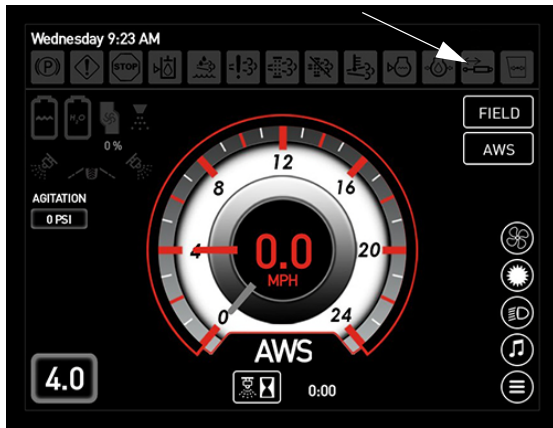 Wednesday 9:23 AM
(P) STOP
H₂O
0 %
FIELD
AWS
AGITATION
0 PSI
0
4
8
12
16
20
24
0.0
MPH
AWS
4.0
0:00